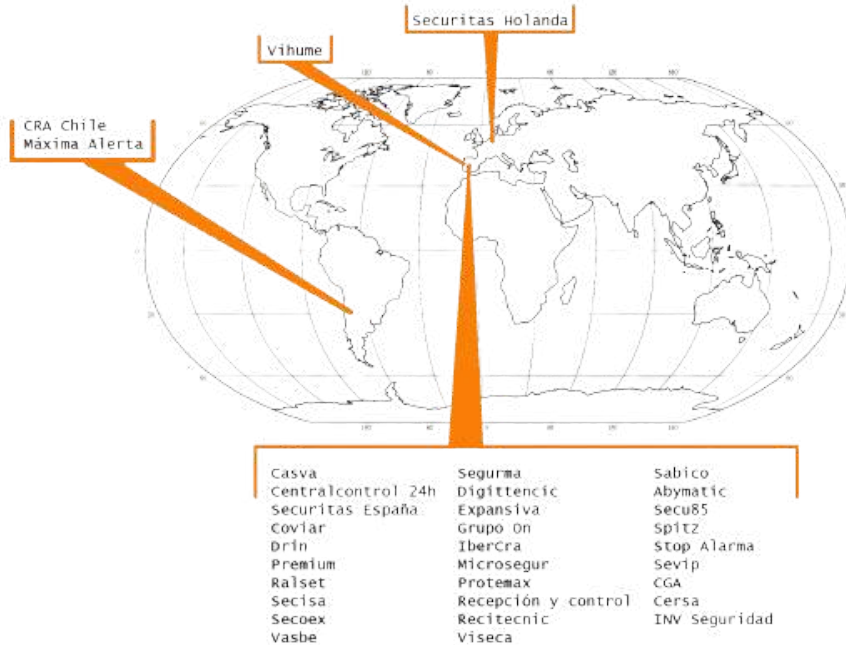 Securitas Holanda
Vihume
CRA Chile
Máxima Alerta
Casva
Centralcontrol 24h
Securitas España
Coviar
Drin
Premium
Ralset
Secisa
Secoex
Vasbe
Segurma
Digittencic
Expansiva
Grupo On
IberCra
Microsegur
Protemax
Recepción y control
Recitecnic
Viseca
Sabico
Abymatic
Secu85
Spitz
Stop Alarma
Sevip
CGA
Cersa
INV Seguridad